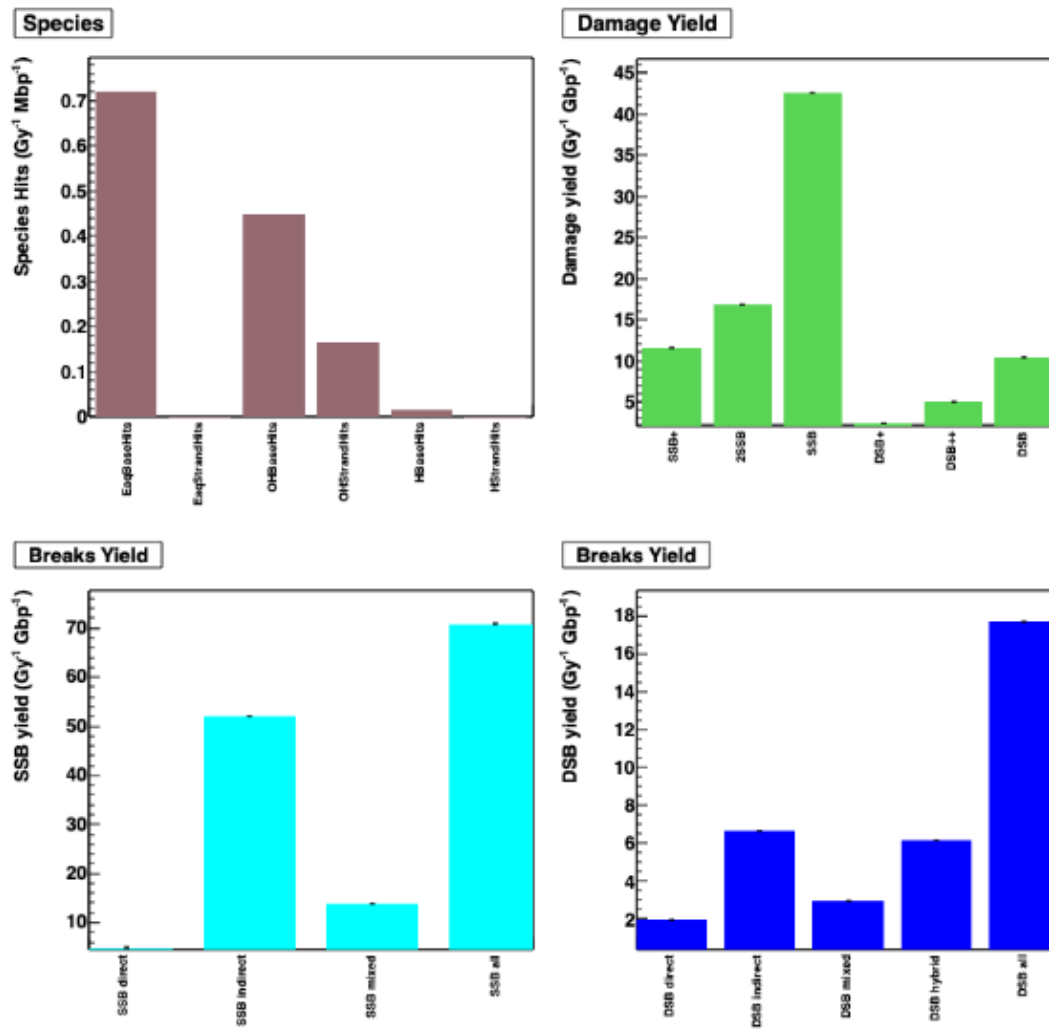 Species
Species Hits (Gy⁻¹ Mbp⁻¹)
0.7
0.6
0.5
0.4
0.3
0.2
0.1
0
EaqBaseHits
EaqStrandHits
OHBaseHits
OHStrandHits
HBaseHits
HStrandHits
Damage Yield
Damage yield (Gy⁻¹ Gbp⁻¹)
45
40
35
30
25
20
15
10
5
SSB+
2SSB
SSB
DSB+
DSB++
DSB
Breaks Yield
SSB yield (Gy⁻¹ Gbp⁻¹)
70
60
50
40
30
20
10
SSB direct
SSB indirect
SSB mixed
SSB all
Breaks Yield
DSB yield (Gy⁻¹ Gbp⁻¹)
18
16
14
12
10
8
6
4
2
DSB direct
DSB indirect
DSB mixed
DSB hybrid
DSB all